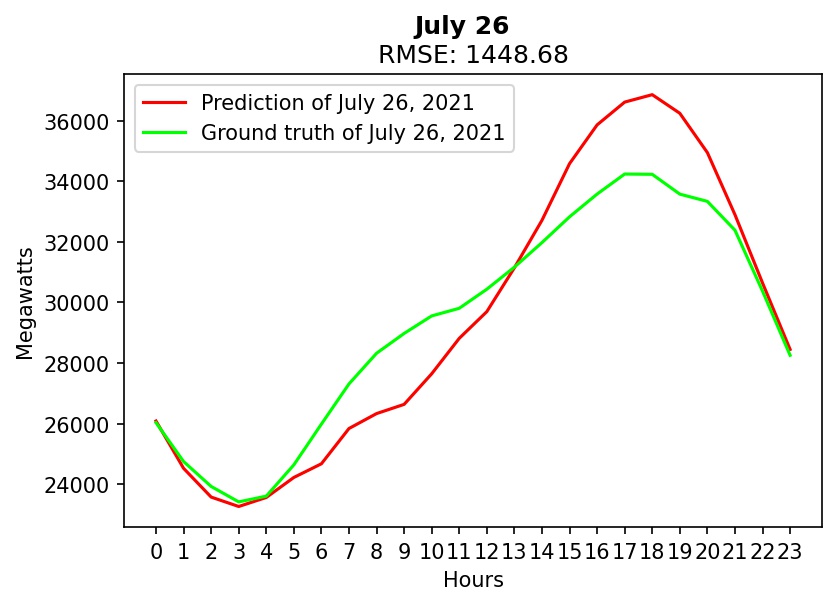 July 26
RMSE: 1448.68
Prediction of July 26, 2021
Ground truth of July 26, 2021
36000
34000
32000
30000
28000
26000
24000
Megawatts
0 1 2 3 4 5 6 7 8 9 10 11 12 13 14 15 16 17 18 19 20 21 22 23
Hours